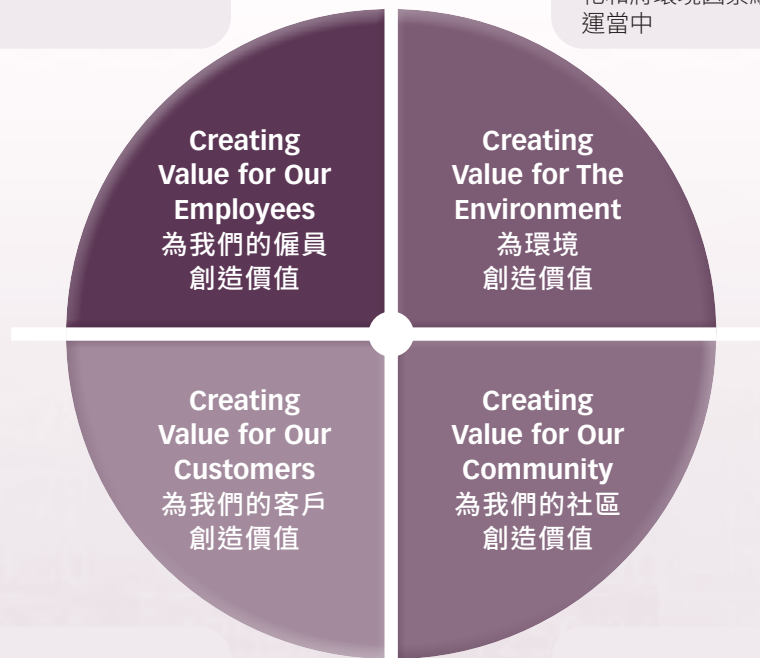 運當中
Creating
Value for Our
Employees
為我們的僱員
創造價值
Creating
Value for The
Environment
為環境
創造價值
Creating
Value for Our
Customers
為我們的客戶
創造價值
Creating
Value for Our
Community
為我們的社區
創造價值